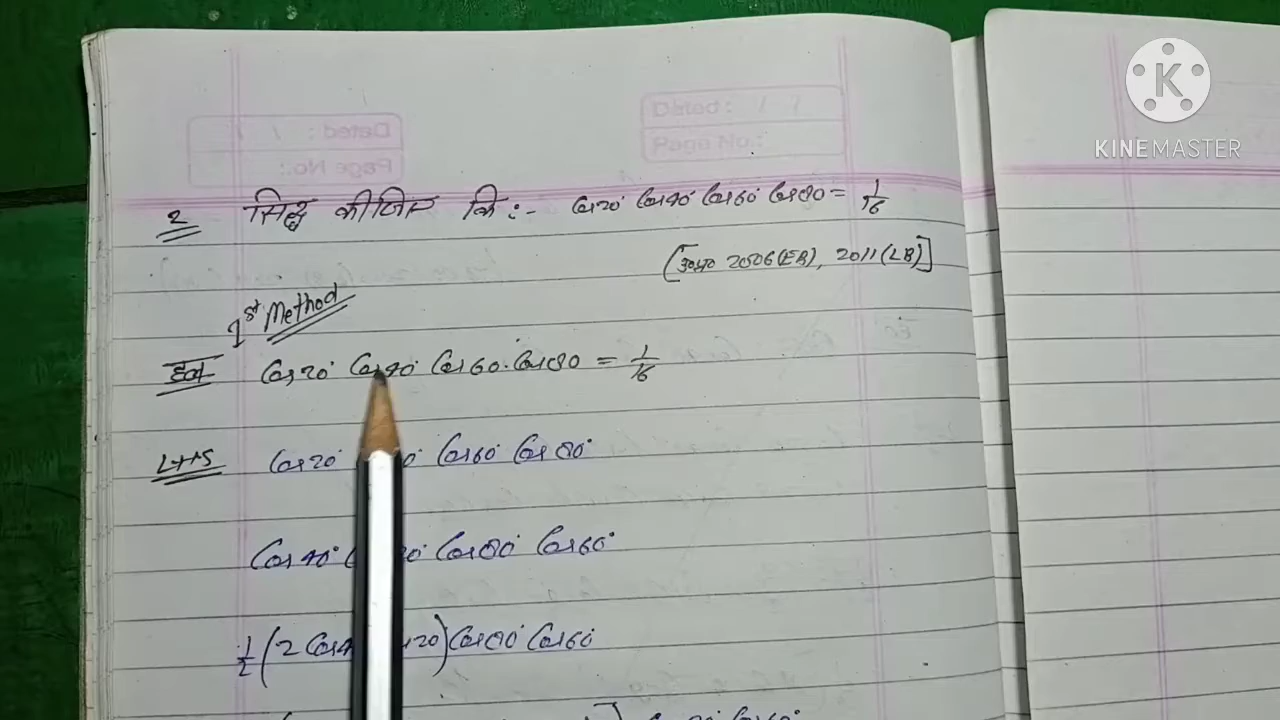 Dated : / /
Page No.:
K
KINEMASTER
2 सिद्ध कीजिए कि :- cos20° cos40° cos60° cos80 = 1/16
[उ०प्र० 2006(EB), 2011(LB)]
1st Method
हल cos20° cos40° cos60. cos80 = 1/16
LHS cos20° cos60° cos80°
cos40° cos80° cos60°
1/2 (2 cos4 20) cos80° cos60